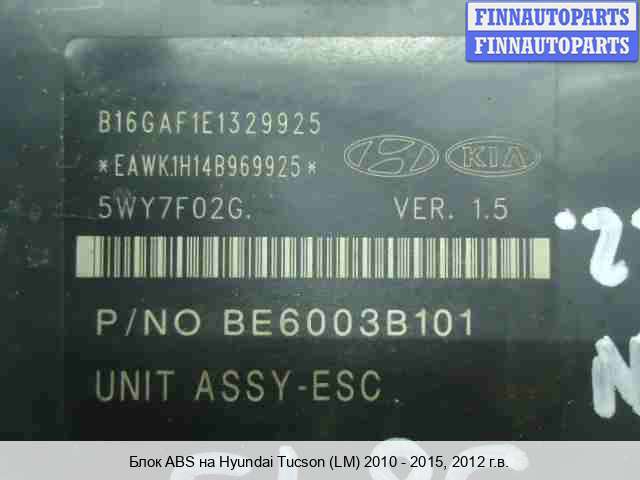 FINNAUTOPARTS
FINNAUTOPARTS
B16GAF1E1329925
*EAWK1H14B969925*
KIA
5WY7F02G. VER. 1.5
P/NO BE6003B101
UNIT ASSY-ESC
Блок ABS на Hyundai Tucson (LM) 2010 - 2015, 2012 г.в.